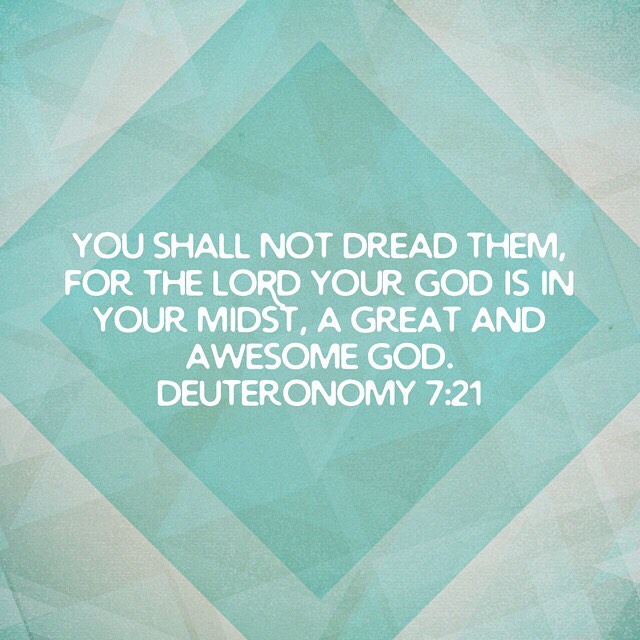 YOU SHALL NOT DREAD THEM,
FOR THE LORD YOUR GOD IS IN
YOUR MIDST, A GREAT AND
AWESOME GOD.
DEUTERONOMY 7:21